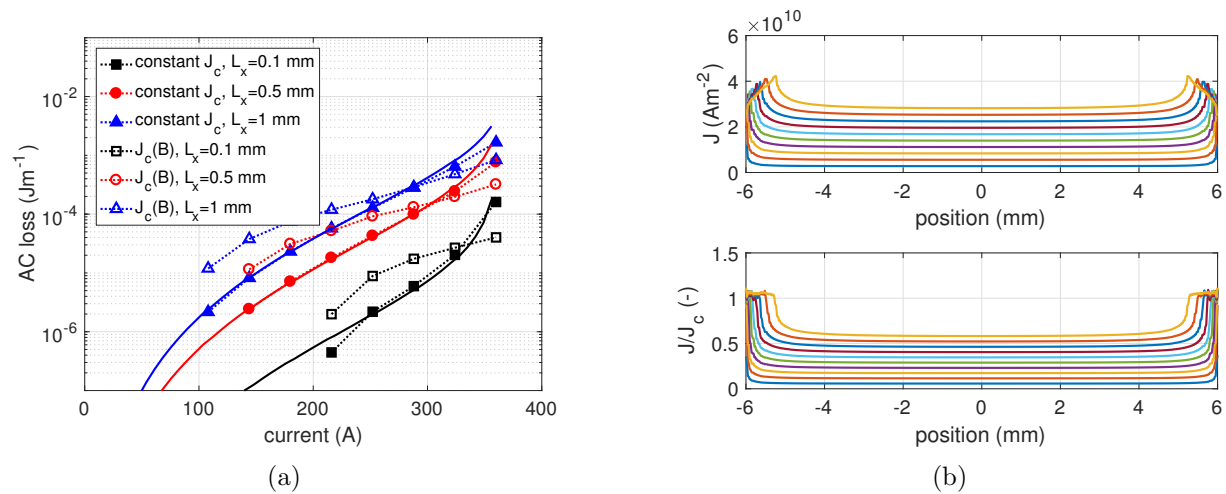 constant J_c, L_x=0.1 mm
constant J_c, L_x=0.5 mm
constant J_c, L_x=1 mm
J_c(B), L_x=0.1 mm
J_c(B), L_x=0.5 mm
J_c(B), L_x=1 mm
10^-2
10^-4
10^-6
AC loss (Jm^-1)
0 100 200 300 400
current (A)
(a)
×10^10
6
4
2
0
J (Am^-2)
-6 -4 -2 0 2 4 6
position (mm)
1.5
1
0.5
0
J/J_c (-)
-6 -4 -2 0 2 4 6
position (mm)
(b)